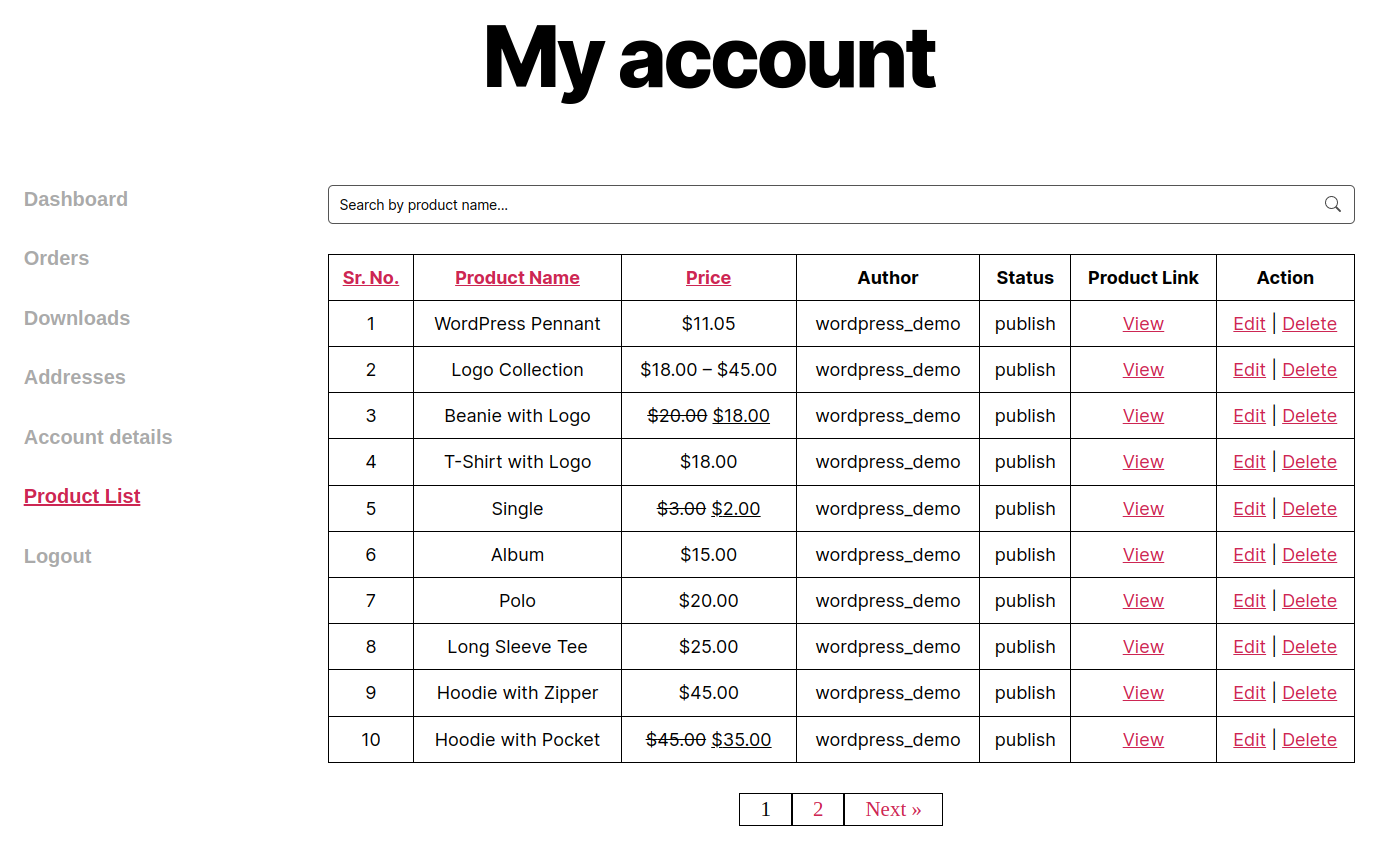 My account
Dashboard
Orders
Downloads
Addresses
Account details
Product List
Logout
Search by product name...
Sr. No. Product Name Price Author Status Product Link Action
1 WordPress Pennant $11.05 wordpress_demo publish View Edit | Delete
2 Logo Collection $18.00 – $45.00 wordpress_demo publish View Edit | Delete
3 Beanie with Logo $20.00 $18.00 wordpress_demo publish View Edit | Delete
4 T-Shirt with Logo $18.00 wordpress_demo publish View Edit | Delete
5 Single $3.00 $2.00 wordpress_demo publish View Edit | Delete
6 Album $15.00 wordpress_demo publish View Edit | Delete
7 Polo $20.00 wordpress_demo publish View Edit | Delete
8 Long Sleeve Tee $25.00 wordpress_demo publish View Edit | Delete
9 Hoodie with Zipper $45.00 wordpress_demo publish View Edit | Delete
10 Hoodie with Pocket $45.00 $35.00 wordpress_demo publish View Edit | Delete
1 2 Next »